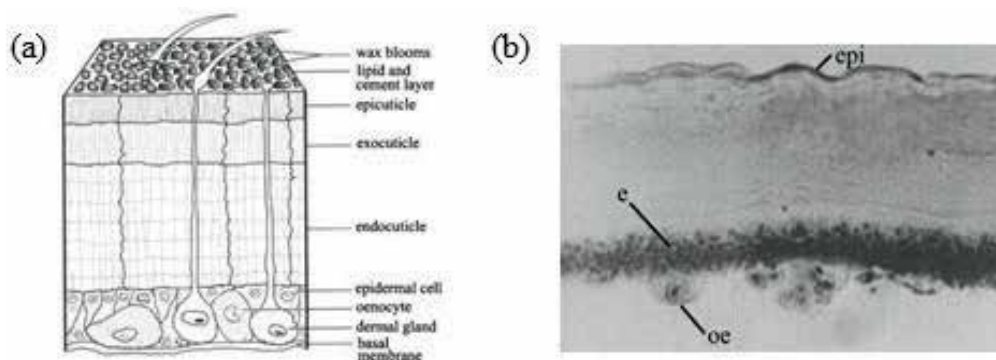 (a)
wax blooms
lipid and
cement layer
epicuticle
exocuticle
endocuticle
epidermal cell
oenocyte
dermal gland
basal
membrane
(b)
epi
e
oe